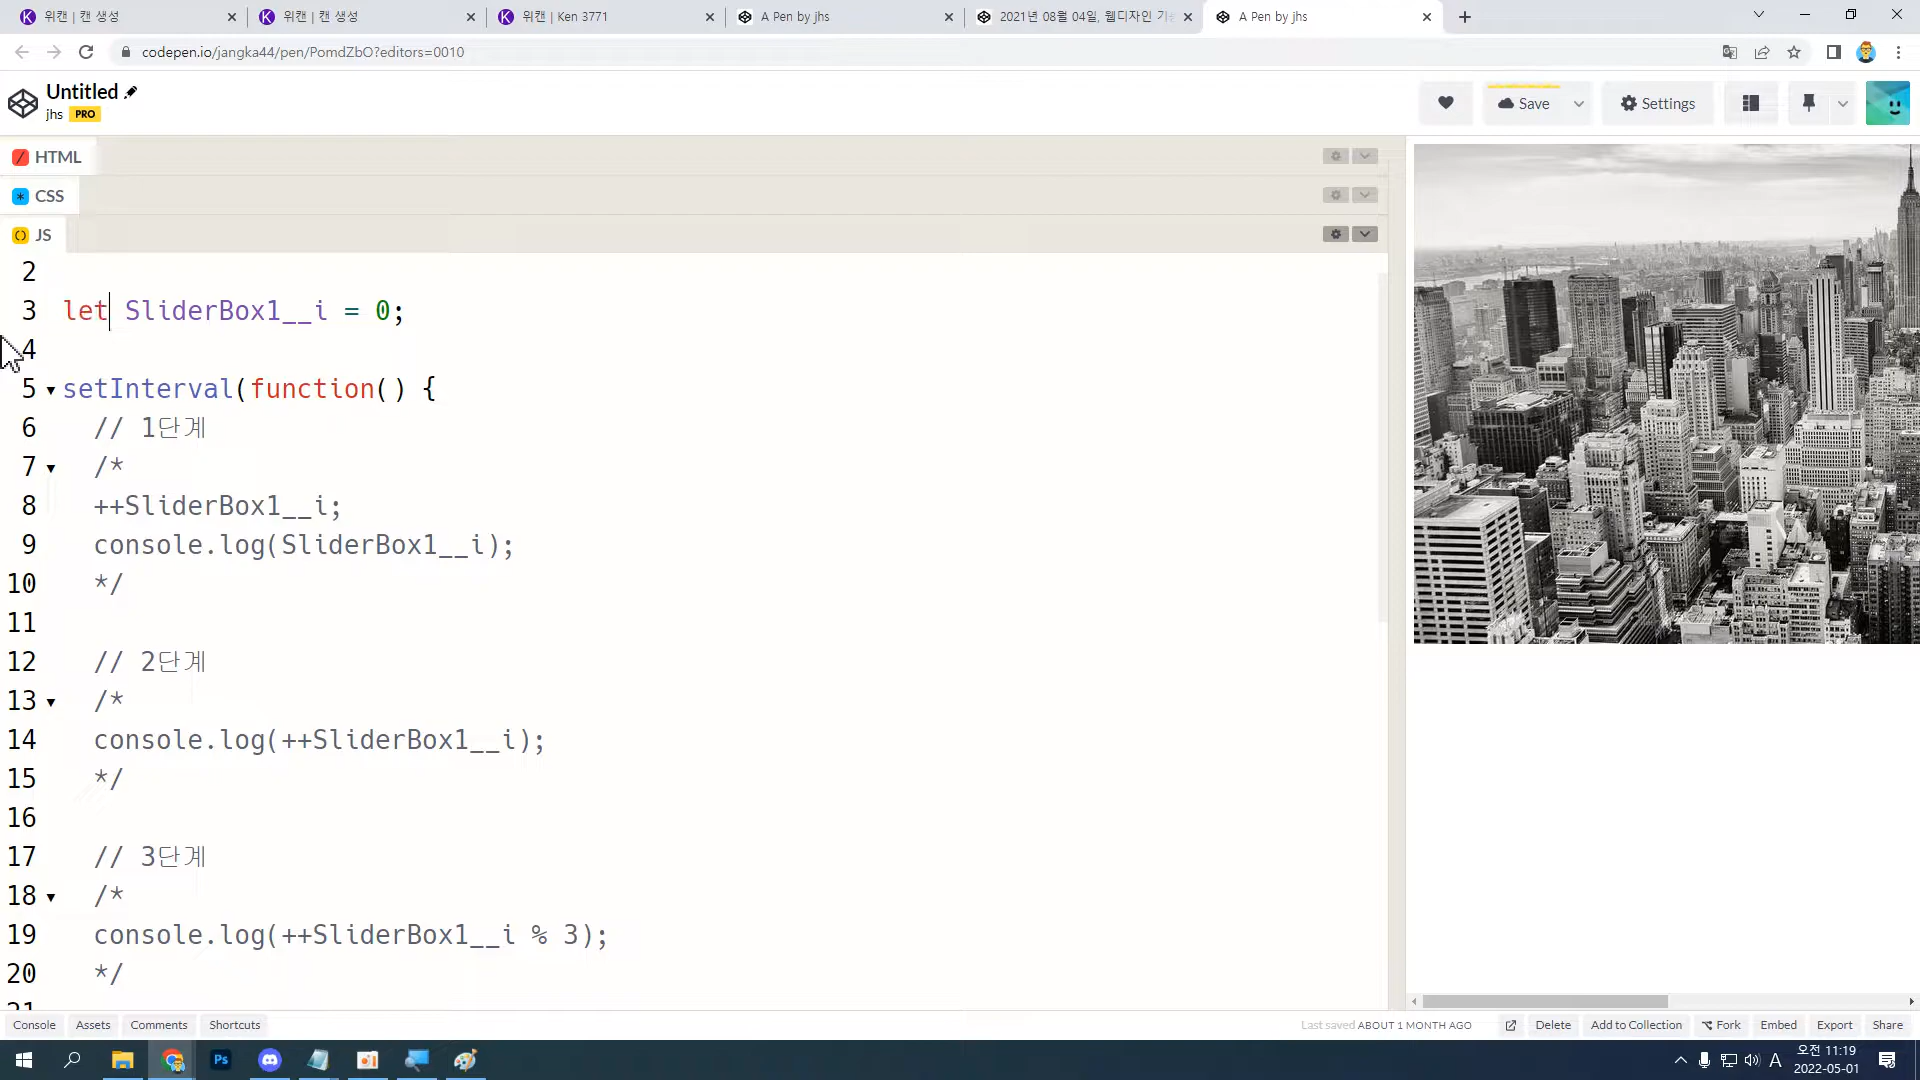 위캔 | 캔 생성
위캔 | 캔 생성
위캔 | Ken 3771
A Pen by jhs
2021년 08월 04일, 웹디자인 기능
A Pen by jhs
codepen.io/jangka44/pen/PomdZbO?editors=0010
Untitled
jhs PRO
Save
Settings
HTML
CSS
JS
2
3 let SliderBox1__i = 0;
4
5 setInterval(function() {
6 // 1단계
7 /*
8 ++SliderBox1__i;
9 console.log(SliderBox1__i);
10 */
11
12 // 2단계
13 /*
14 console.log(++SliderBox1__i);
15 */
16
17 // 3단계
18 /*
19 console.log(++SliderBox1__i % 3);
20 */
21
Console Assets Comments Shortcuts
Last saved ABOUT 1 MONTH AGO
Delete Add to Collection Fork Embed Export Share
Ps
A
오전 11:19
2022-05-01